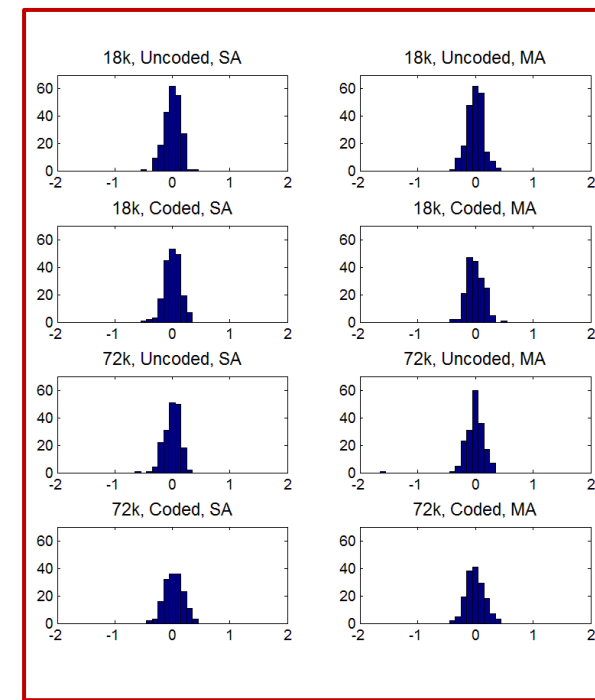 18k, Uncoded, SA
60
40
20
0
-2 -1 0 1 2
18k, Uncoded, MA
60
40
20
0
-2 -1 0 1 2
18k, Coded, SA
60
40
20
0
-2 -1 0 1 2
18k, Coded, MA
60
40
20
0
-2 -1 0 1 2
72k, Uncoded, SA
60
40
20
0
-2 -1 0 1 2
72k, Uncoded, MA
60
40
20
0
-2 -1 0 1 2
72k, Coded, SA
60
40
20
0
-2 -1 0 1 2
72k, Coded, MA
60
40
20
0
-2 -1 0 1 2